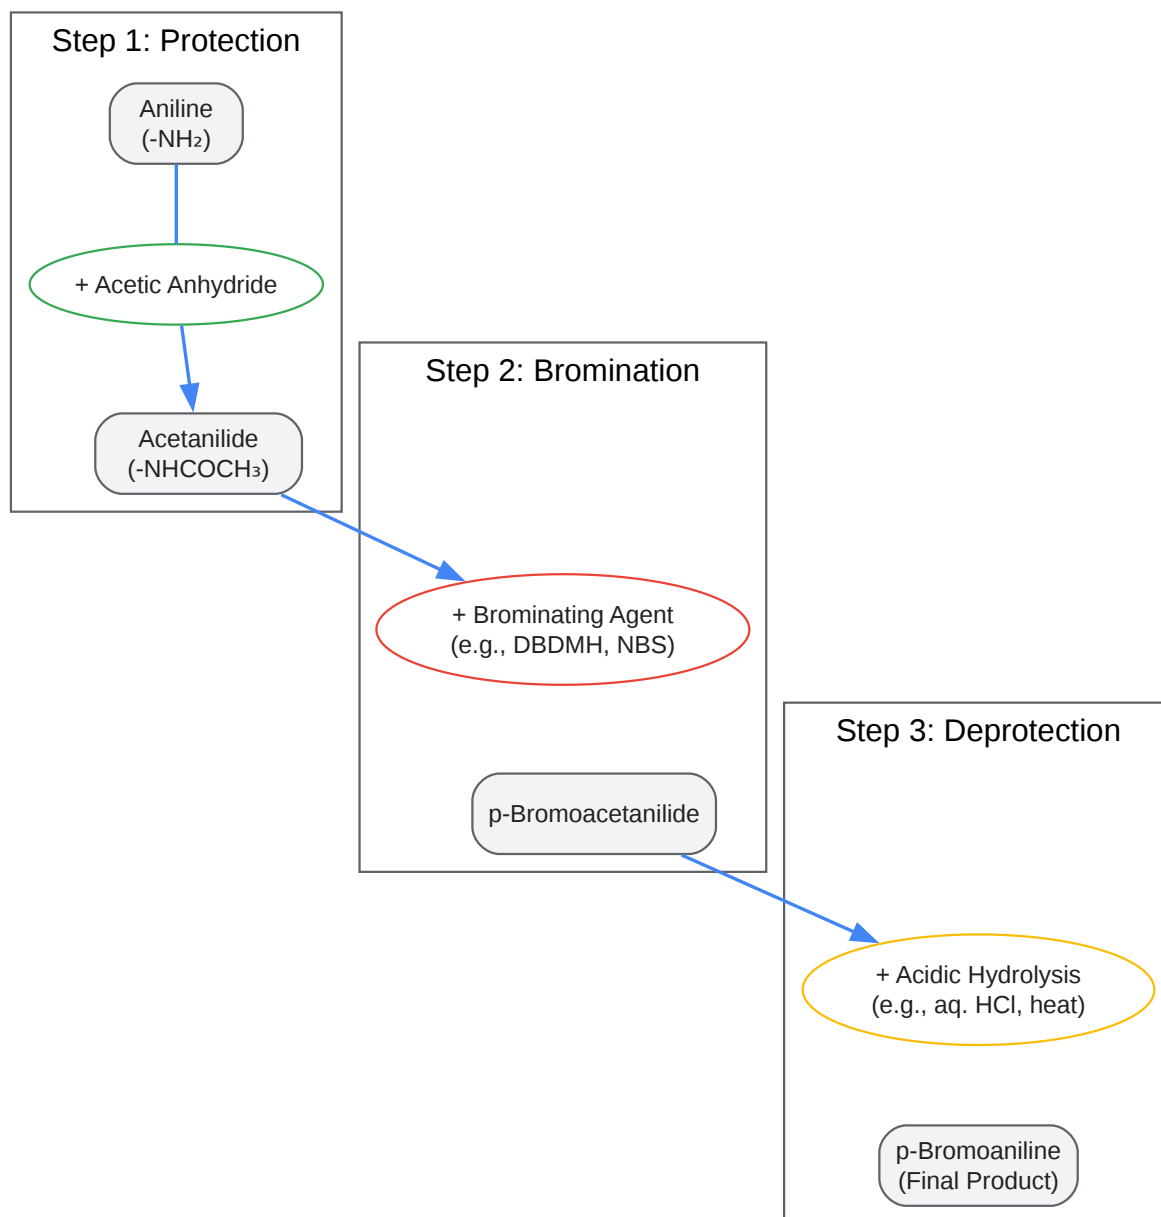 Step 1: Protection
Aniline
(-NH₂)
+ Acetic Anhydride
Acetanilide
(-NHCOCH₃)
Step 2: Bromination
+ Brominating Agent
(e.g., DBDMH, NBS)
p-Bromoacetanilide
Step 3: Deprotection
+ Acidic Hydrolysis
(e.g., aq. HCl, heat)
p-Bromoaniline
(Final Product)